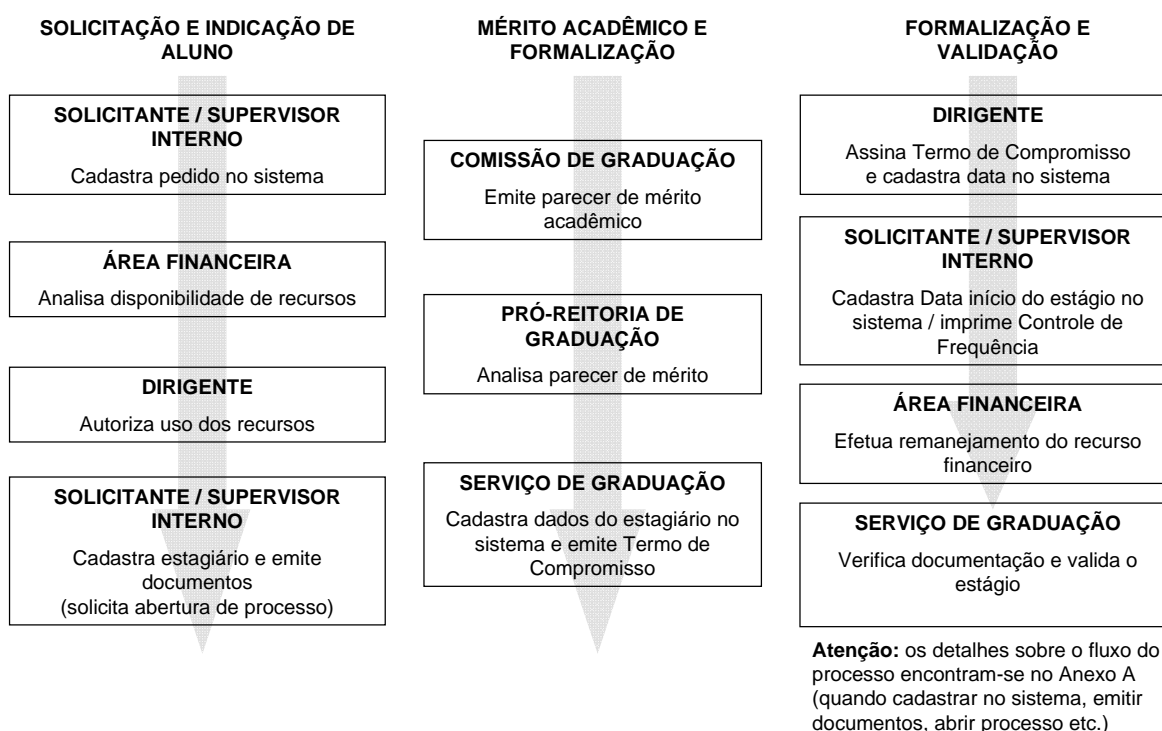 SOLICITAÇÃO E INDICAÇÃO DE
ALUNO
SOLICITANTE / SUPERVISOR
INTERNO
Cadastra pedido no sistema
ÁREA FINANCEIRA
Analisa disponibilidade de recursos
DIRIGENTE
Autoriza uso dos recursos
SOLICITANTE / SUPERVISOR
INTERNO
Cadastra estagiário e emite
documentos
(solicita abertura de processo)
MÉRITO ACADÊMICO E
FORMALIZAÇÃO
COMISSÃO DE GRADUAÇÃO
Emite parecer de mérito
acadêmico
PRÓ-REITORIA DE
GRADUAÇÃO
Analisa parecer de mérito
SERVIÇO DE GRADUAÇÃO
Cadastra dados do estagiário no
sistema e emite Termo de
Compromisso
FORMALIZAÇÃO E
VALIDAÇÃO
DIRIGENTE
Assina Termo de Compromisso
e cadastra data no sistema
SOLICITANTE / SUPERVISOR
INTERNO
Cadastra Data início do estágio no
sistema / imprime Controle de
Frequência
ÁREA FINANCEIRA
Efetua remanejamento do recurso
financeiro
SERVIÇO DE GRADUAÇÃO
Verifica documentação e valida o
estágio
Atenção: os detalhes sobre o fluxo do
processo encontram-se no Anexo A
(quando cadastrar no sistema, emitir
documentos, abrir processo etc.)